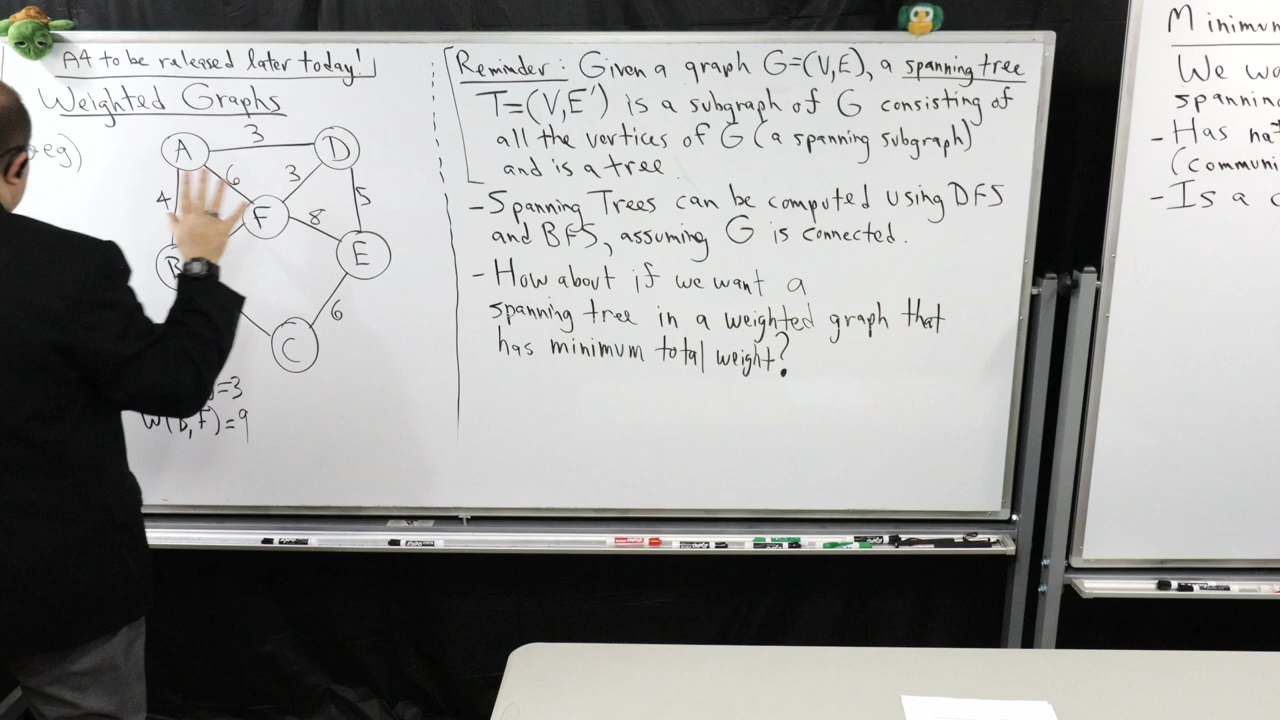 A4 to be released later today!
Weighted Graphs
eg)
A
3
D
4
6
3
5
F
8
B
E
6
C
=3
W(B,F)=9
Reminder: Given a graph G=(V,E), a spanning tree
T=(V,E') is a subgraph of G consisting of
all the vertices of G (a spanning subgraph)
and is a tree.
- Spanning Trees can be computed using DFS
and BFS, assuming G is connected.
- How about if we want a
spanning tree in a weighted graph that
has minimum total weight?
Minimum
We
spanning
- Has
(communi
- Is a